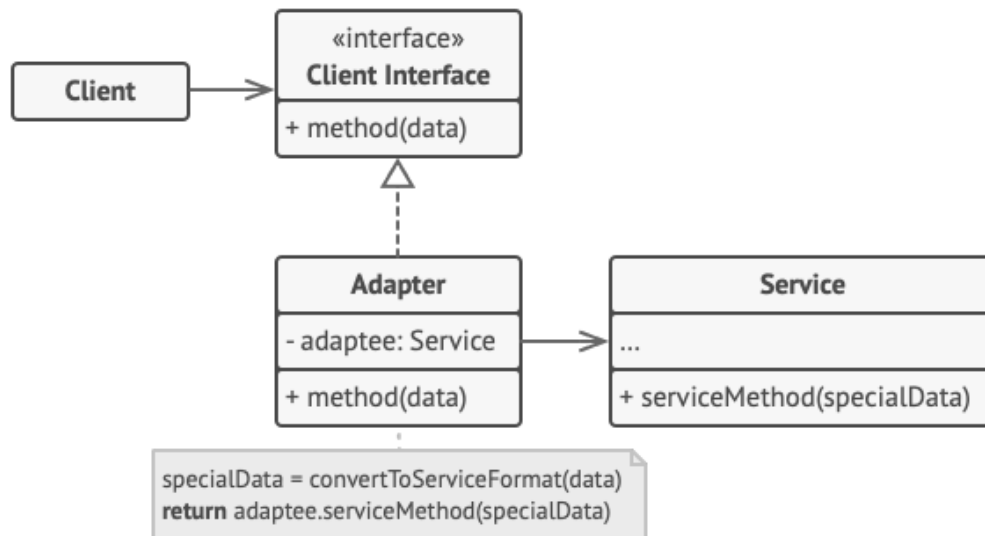 «interface»
Client Interface
Client
+ method(data)
Adapter
- adaptee: Service
+ method(data)
Service
...
+ serviceMethod(specialData)
specialData = convertToServiceFormat(data)
return adaptee.serviceMethod(specialData)